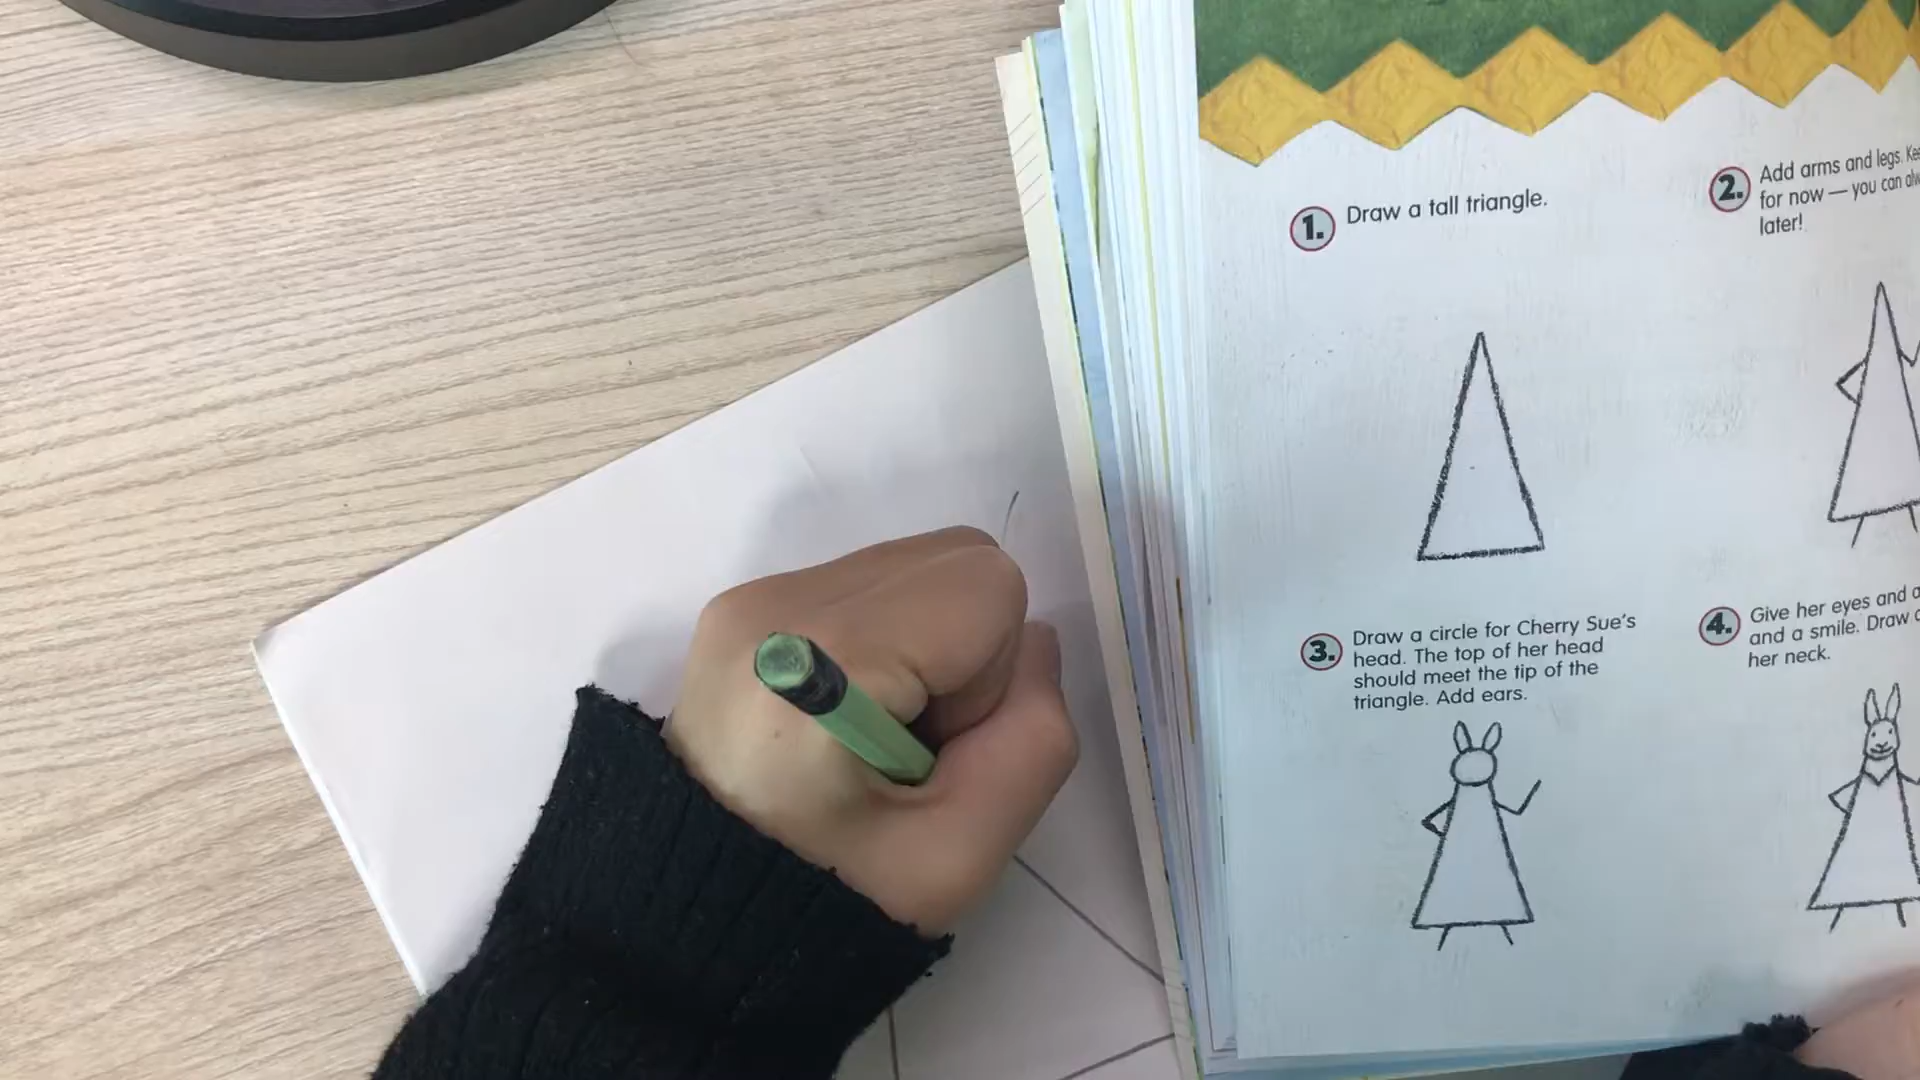 1. Draw a tall triangle.
2. Add arms and legs.
for now — you can
later!
3. Draw a circle for Cherry Sue's
head. The top of her head
should meet the tip of the
triangle. Add ears.
4. Give her eyes and
and a smile. Draw
her neck.